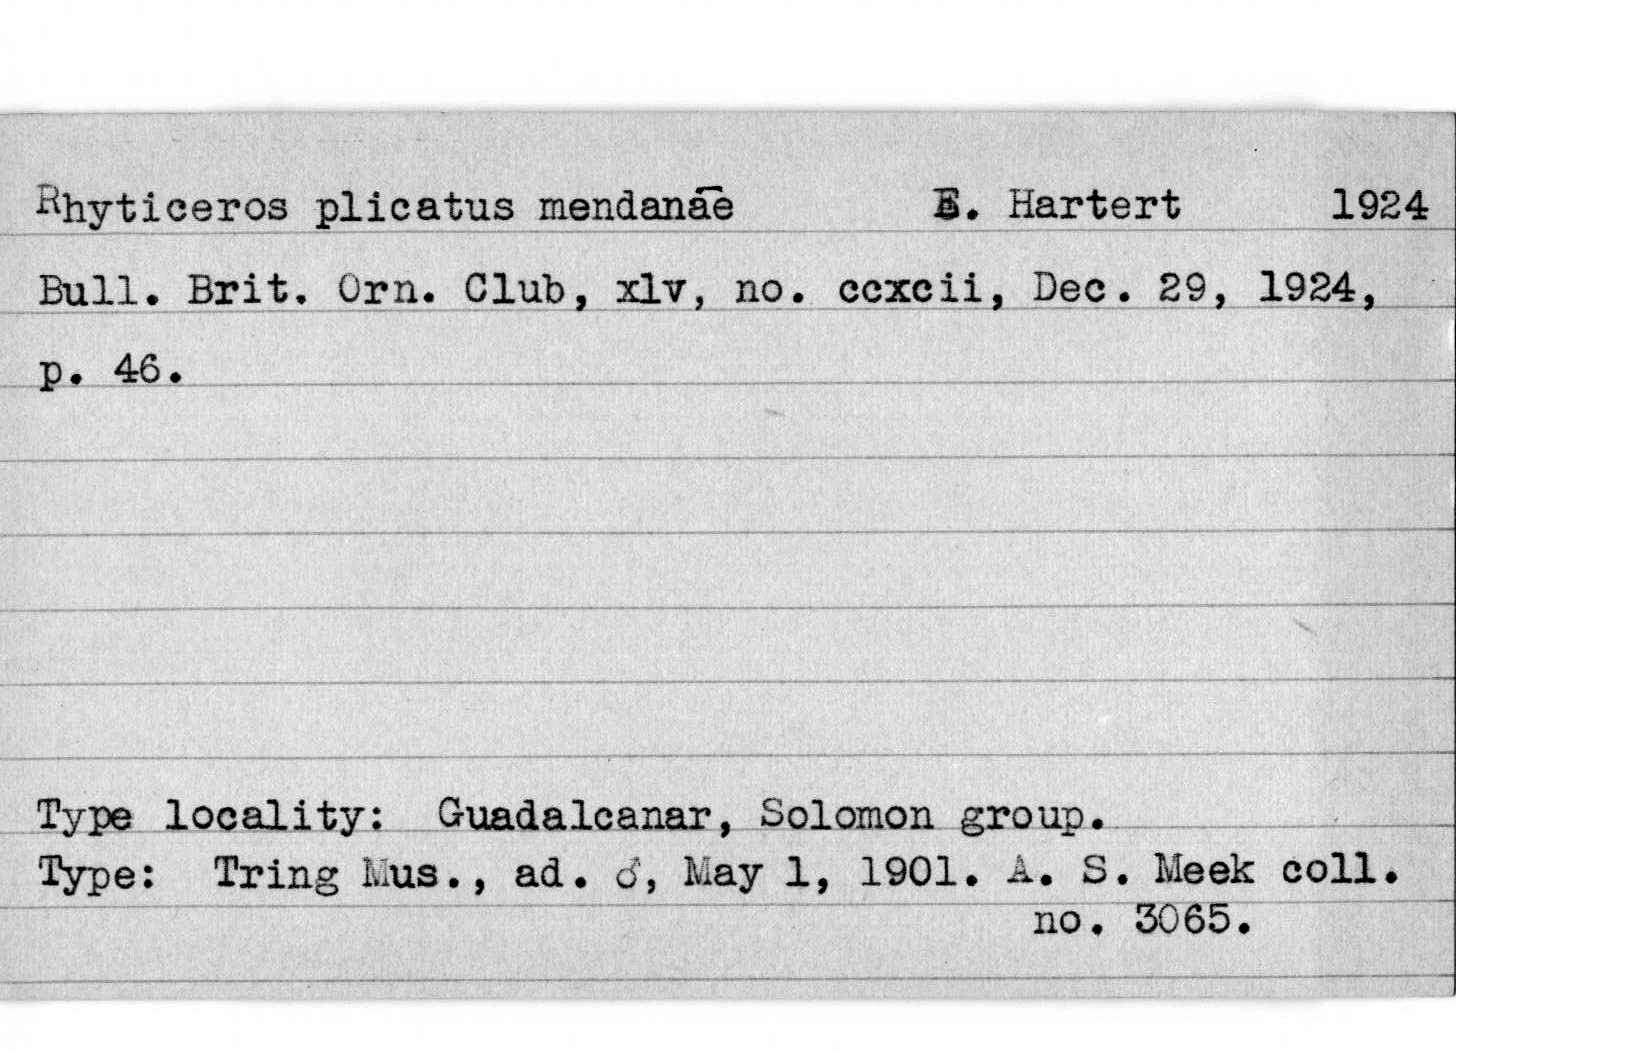 Rhyticeros plicatus mendanae E. Hartert 1924
Bull. Brit. Orn. Club, xlv, no. ccxcii, Dec. 29, 1924,
p. 46.
Type locality: Guadalcanar, Solomon group.
Type: Tring Mus., ad. ♂, May 1, 1901. A. S. Meek coll.
no. 3065.